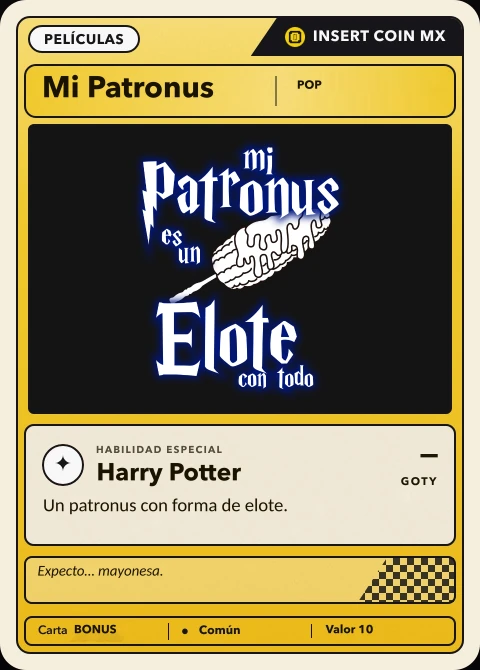 PELÍCULAS
INSERT COIN MX
Mi Patronus
POP
mi
Patronus
es
un
Elote
con todo
HABILIDAD ESPECIAL
Harry Potter
–
GOTY
Un patronus con forma de elote.
Expecto... mayonesa.
Carta BONUS
• Común
Valor 10